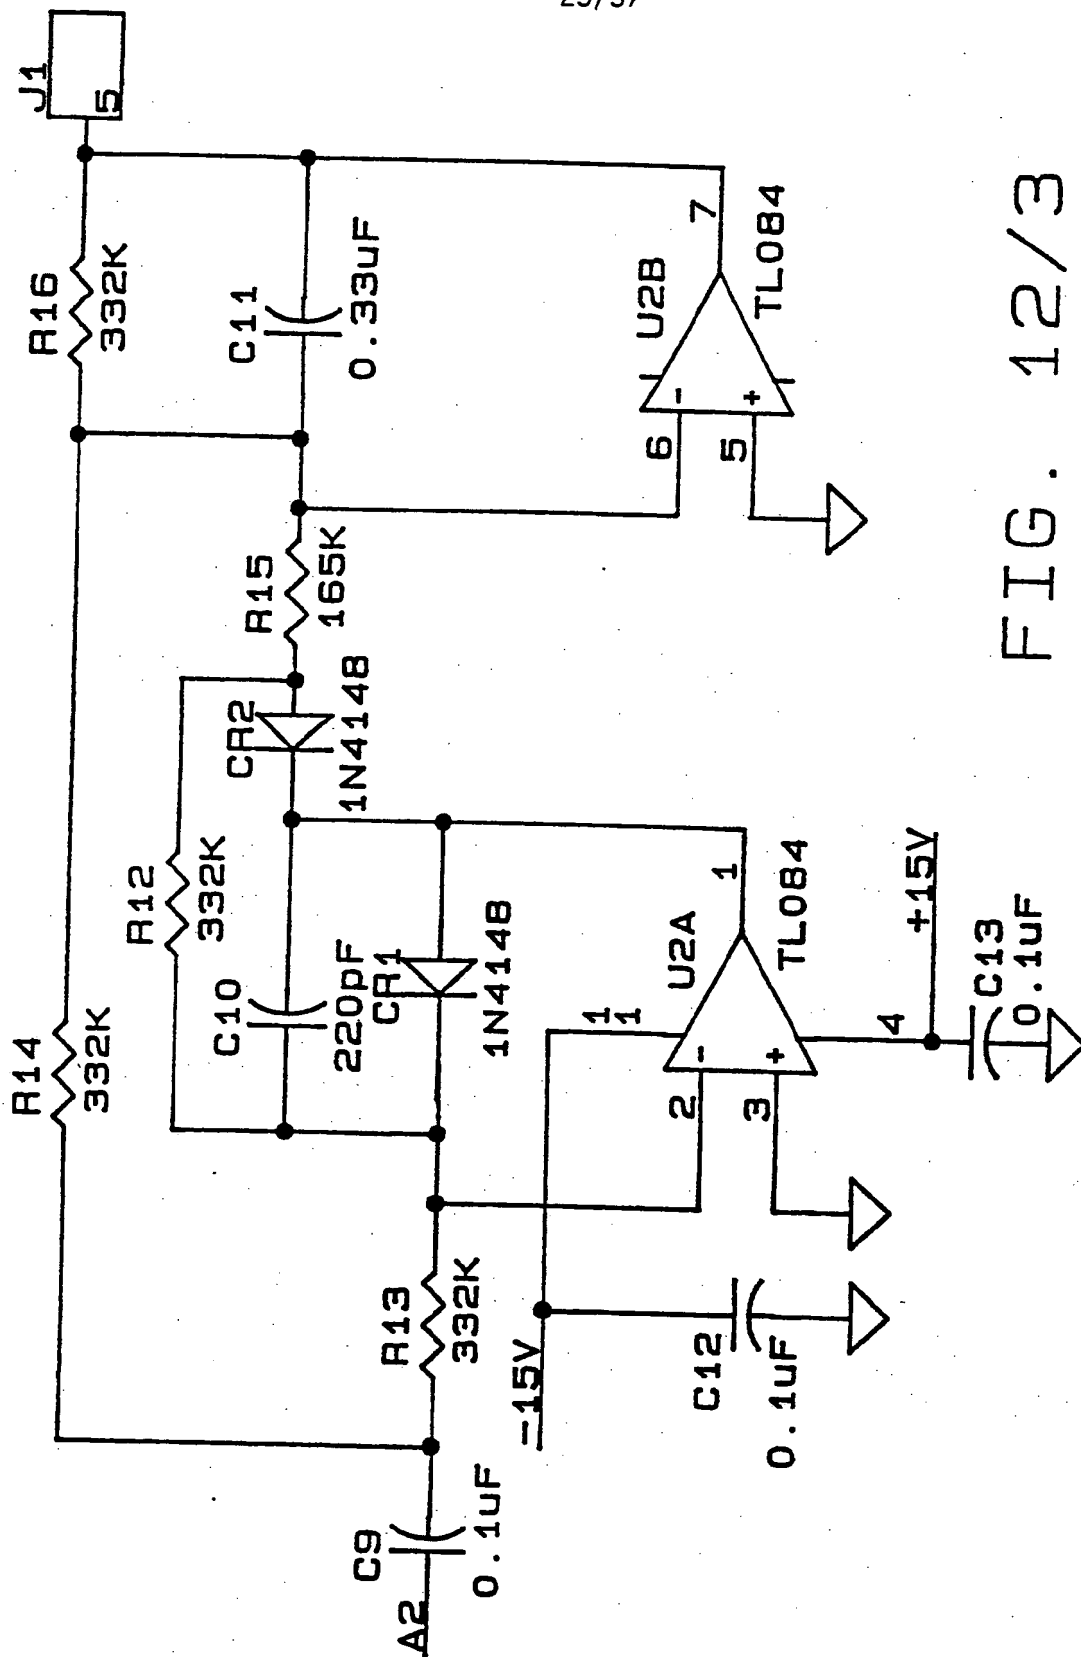 J1
5
R16
332K
R14
332K
R12
332K
C11
0.33uF
R15
165K
CR2
1N4148
C10
220pF
CR1
1N4148
A2
C9
0.1uF
R13
332K
-15V
11
2
3
1
4
U2A
TL084
6
5
7
U2B
TL084
C12
0.1uF
+15V
C13
0.1uF
FIG. 12/3